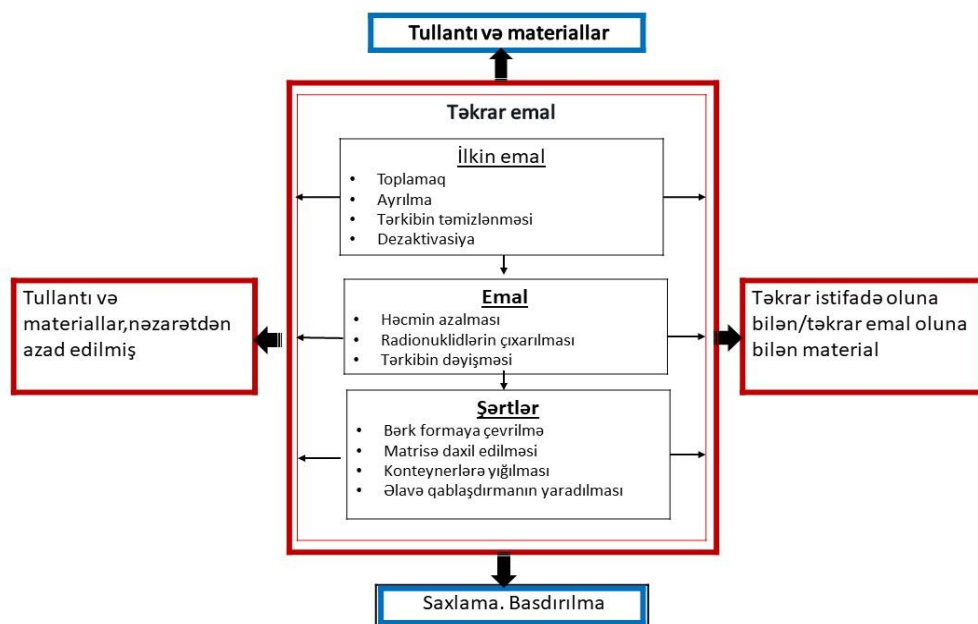 Tullantı və materiallar
Təkrar emal
İlkin emal
• Toplamaq
• Ayrılma
• Tərkibin təmizlənməsi
• Dezaktivasiya
Tullantı və
materiallar,nəzarətdən
azad edilmiş
Emal
• Həcmin azalması
• Radionuklidlərin çıxarılması
• Tərkibin dəyişməsi
Təkrar istifadə oluna
bilən/təkrar emal oluna
bilən material
Şərtlər
• Bərk formaya çevrilmə
• Matrisə daxil edilməsi
• Konteynerlərə yığılması
• Əlavə qablaşdırmanın yaradılması
Saxlama. Basdırılma